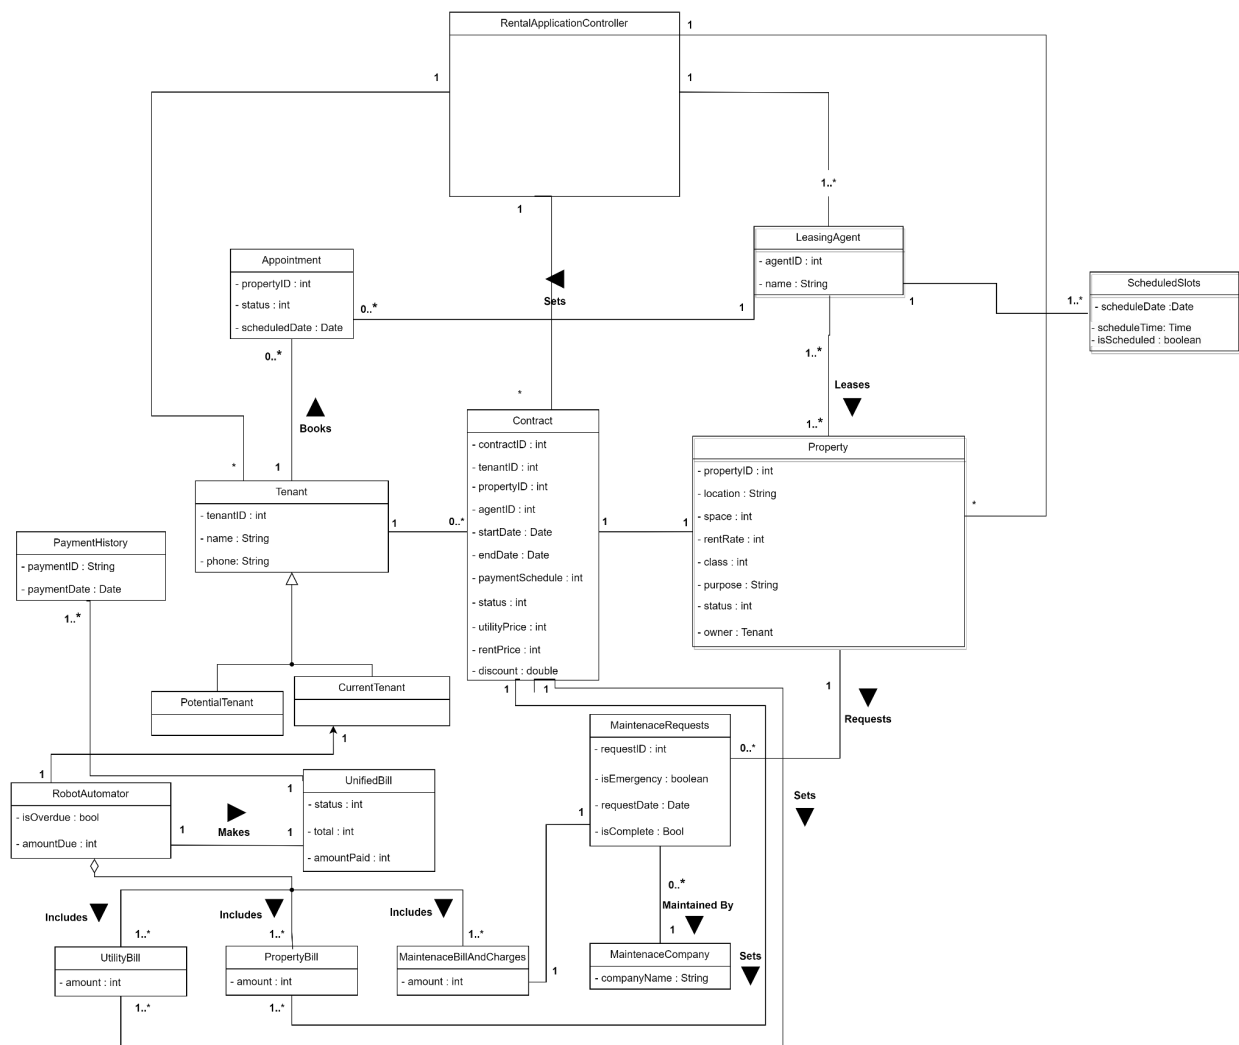 RentalApplicationController
1
1
1
1..*
1
LeasingAgent
- agentID : int
- name : String
Appointment
- propertyID : int
- status : int
- scheduledDate : Date
Sets
0..*
1
1
1..*
ScheduledSlots
- scheduleDate :Date
- scheduleTime: Time
- isScheduled : boolean
0..*
1..*
Leases
*
Books
1..*
Contract
- contractID : int
- tenantID : int
- propertyID : int
- agentID : int
- startDate : Date
- endDate : Date
- paymentSchedule : int
- status : int
- utilityPrice : int
- rentPrice : int
- discount : double
Property
- propertyID : int
- location : String
- space : int
- rentRate : int
- class : int
- purpose : String
- status : int
- owner : Tenant
*
*
1
Tenant
- tenantID : int
- name : String
- phone: String
1
0..*
1
1
PaymentHistory
- paymentID : String
- paymentDate : Date
1..*
PotentialTenant
CurrentTenant
1
1
1
Requests
MaintenaceRequests
- requestID : int
- isEmergency : boolean
- requestDate : Date
- isComplete : Bool
0..*
1
1
RobotAutomator
- isOverdue : bool
- amountDue : int
1
UnifiedBill
- status : int
- total : int
- amountPaid : int
1
Makes
1
1
Sets
0..*
Maintained By
1
Includes
Includes
Includes
1..*
1..*
1..*
UtilityBill
- amount : int
PropertyBill
- amount : int
MaintenaceBillAndCharges
- amount : int
1
MaintenaceCompany
- companyName : String
Sets
1..*
1..*